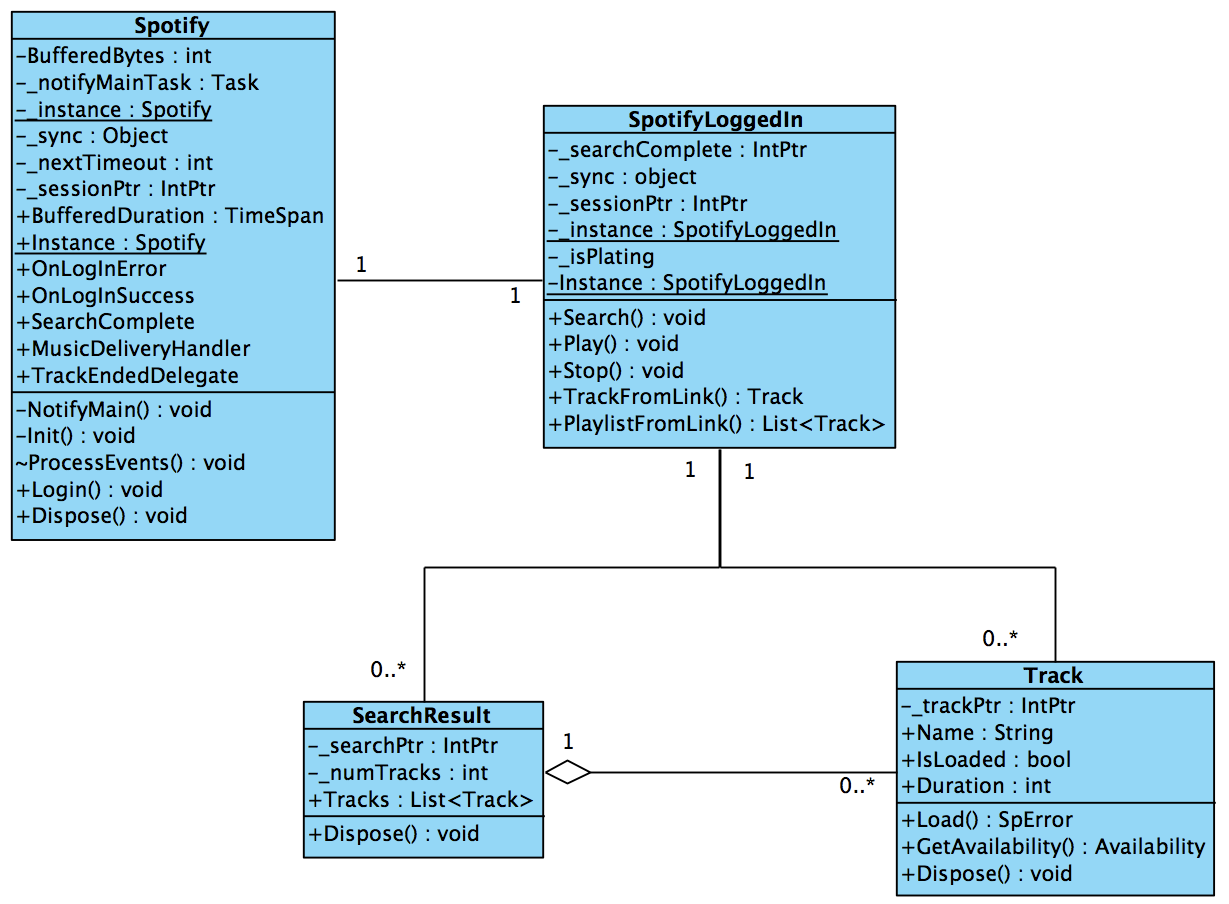 Spotify
-BufferedBytes : int
-_notifyMainTask : Task
-_instance : Spotify
-_sync : Object
-_nextTimeout : int
-_sessionPtr : IntPtr
+BufferedDuration : TimeSpan
+Instance : Spotify
+OnLogInError
+OnLogInSuccess
+SearchComplete
+MusicDeliveryHandler
+TrackEndedDelegate
-NotifyMain() : void
-Init() : void
~ProcessEvents() : void
+Login() : void
+Dispose() : void
1
1
SpotifyLoggedIn
-_searchComplete : IntPtr
-_sync : object
-_sessionPtr : IntPtr
-_instance : SpotifyLoggedIn
-_isPlating
-Instance : SpotifyLoggedIn
+Search() : void
+Play() : void
+Stop() : void
+TrackFromLink() : Track
+PlaylistFromLink() : List<Track>
1
1
0..*
0..*
SearchResult
-_searchPtr : IntPtr
-_numTracks : int
+Tracks : List<Track>
+Dispose() : void
1
0..*
Track
-_trackPtr : IntPtr
+Name : String
+IsLoaded : bool
+Duration : int
+Load() : SpError
+GetAvailability() : Availability
+Dispose() : void